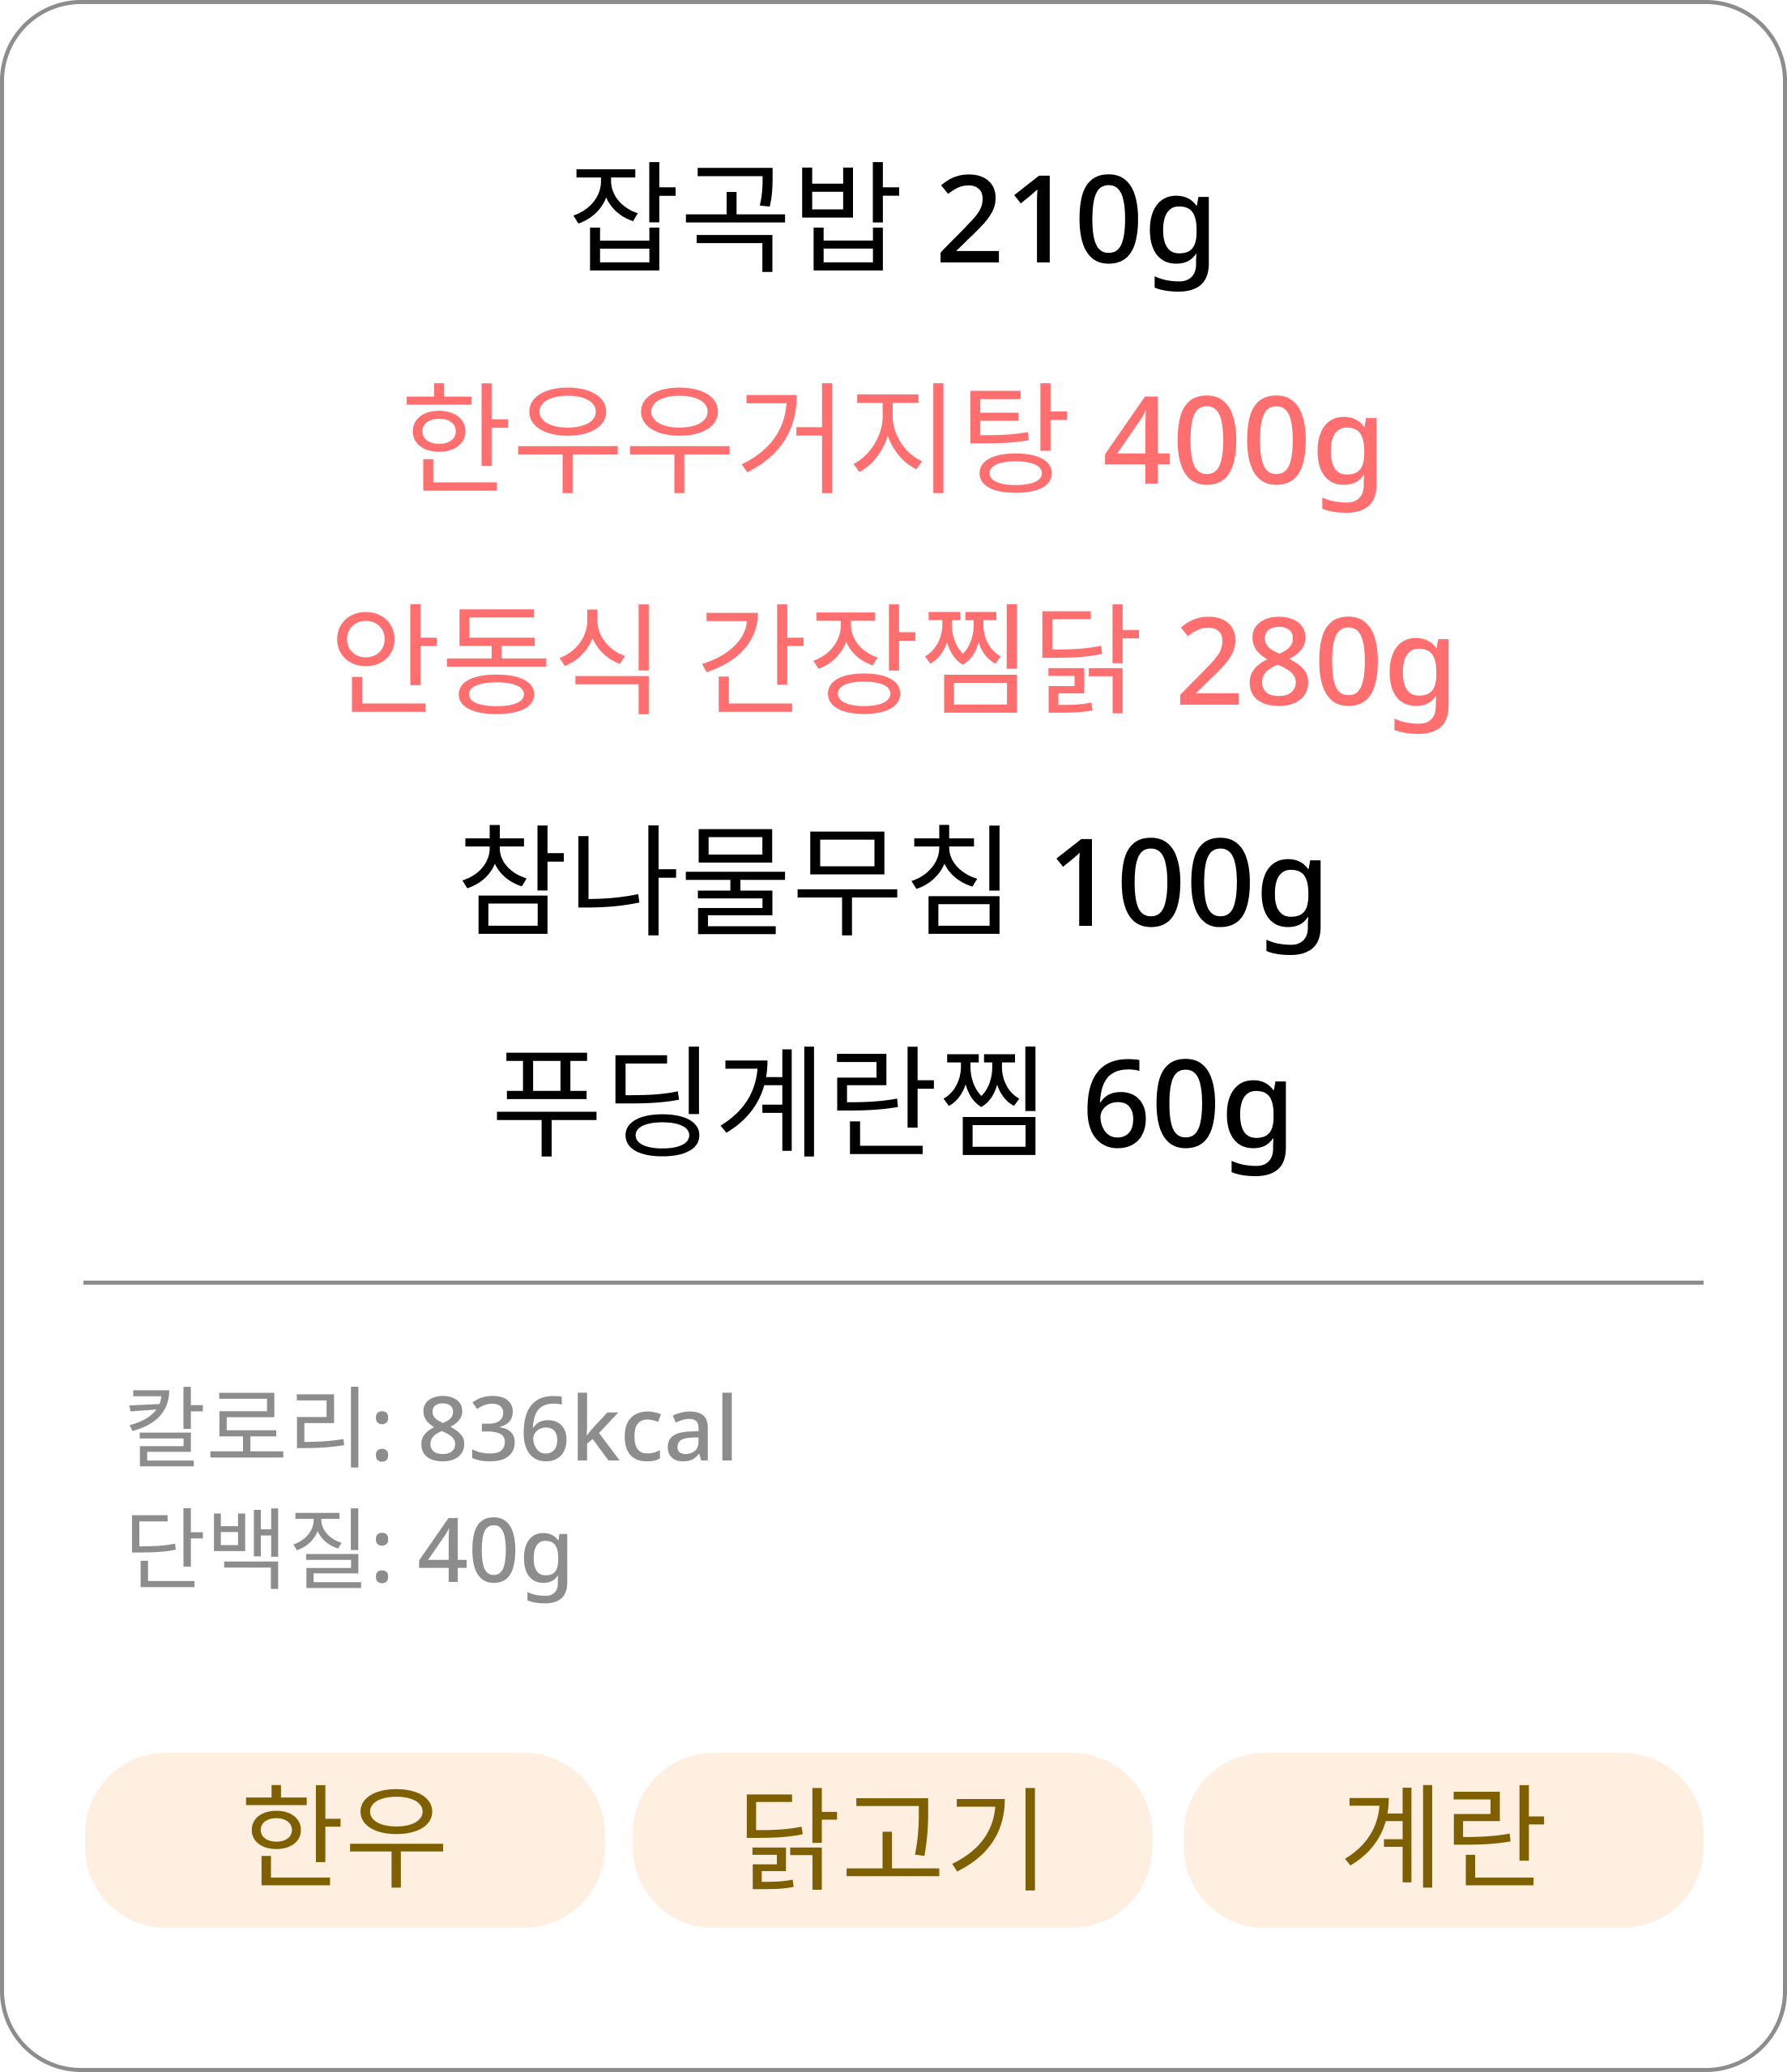 잡곡밥 210g
한우우거지탕 400g
안동식 간장찜닭 280g
참나물무침 100g
푸딩계란찜 60g
칼로리: 836kcal
단백질: 40g
한우 닭고기 계란